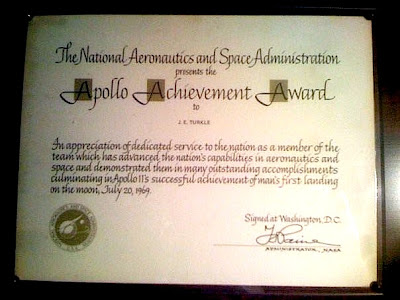 The National Aeronautics and Space Administration
presents the
Apollo Achievement Award
to
J. E. TURKLE
In appreciation of dedicated service to the nation as a member of the
team which has advanced the nation's capabilities in aeronautics and
space and demonstrated them in many outstanding accomplishments
culminating in Apollo 11's successful achievement of man's first landing
on the moon, July 20, 1969.
Signed at Washington, D.C.
ADMINISTRATOR, NASA